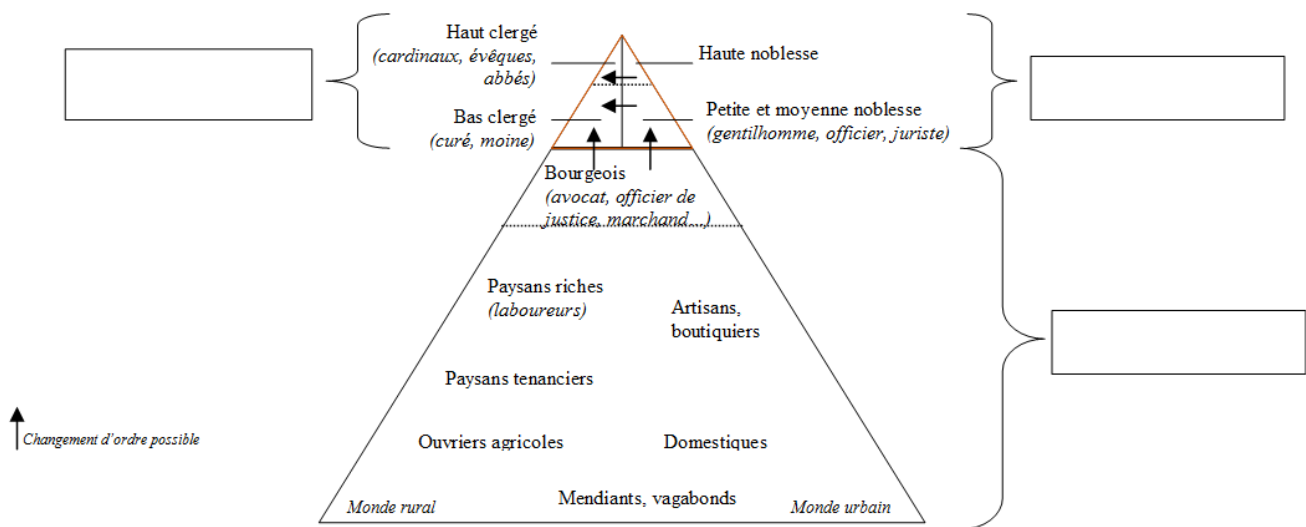 Haut clergé
(cardinaux, évêques,
abbés)
Haute noblesse
Bas clergé
(curé, moine)
Petite et moyenne noblesse
(gentilhomme, officier, juriste)
Bourgeois
(avocat, officier de
justice, marchand...,)
Paysans riches
(laboureurs)
Artisans,
boutiquiers
Paysans tenanciers
Changement d'ordre possible
Ouvriers agricoles
Domestiques
Mendiants, vagabonds
Monde rural
Monde urbain